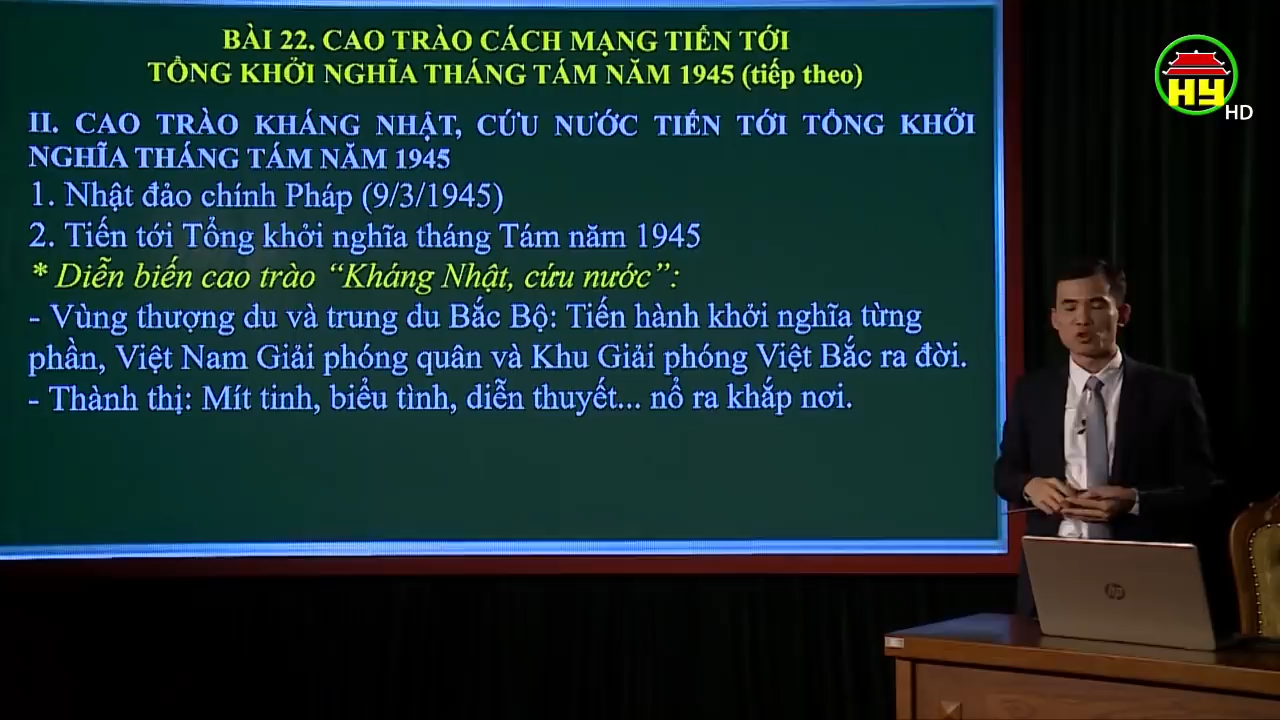 BÀI 22. CAO TRÀO CÁCH MẠNG TIẾN TỚI
TỔNG KHỞI NGHĨA THÁNG TÁM NĂM 1945 (tiếp theo)
HY
HD
II. CAO TRÀO KHÁNG NHẬT, CỨU NƯỚC TIẾN TỚI TỔNG KHỞI
NGHĨA THÁNG TÁM NĂM 1945
1. Nhật đảo chính Pháp (9/3/1945)
2. Tiến tới Tổng khởi nghĩa tháng Tám năm 1945
* Diễn biến cao trào “Kháng Nhật, cứu nước”:
- Vùng thượng du và trung du Bắc Bộ: Tiến hành khởi nghĩa từng
phần, Việt Nam Giải phóng quân và Khu Giải phóng Việt Bắc ra đời.
- Thành thị: Mít tinh, biểu tình, diễn thuyết... nổ ra khắp nơi.
hp